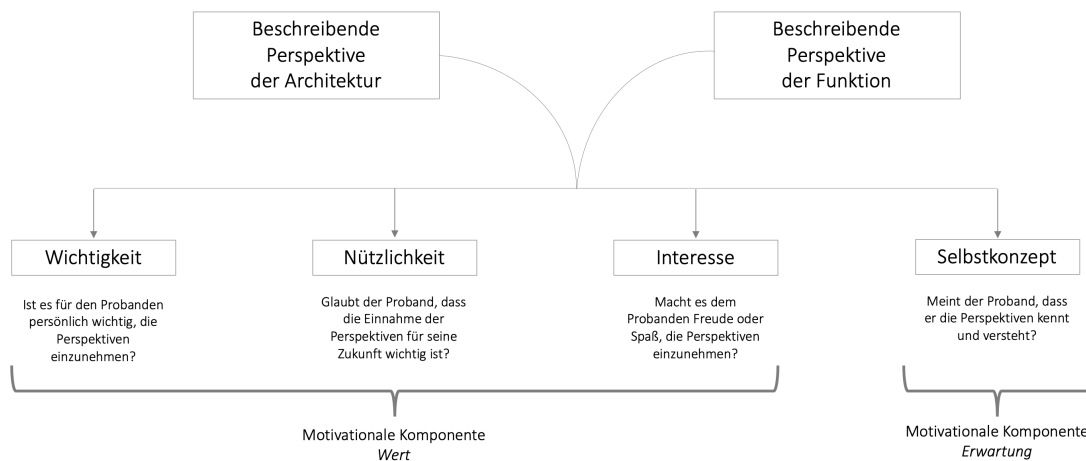 Beschreibende
Perspektive
der Architektur
Beschreibende
Perspektive
der Funktion
Wichtigkeit
Nützlichkeit
Interesse
Selbstkonzept
Ist es für den Probanden
persönlich wichtig, die
Perspektiven
einzunehmen?
Glaubt der Proband, dass
die Einnahme der
Perspektiven für seine
Zukunft wichtig ist?
Macht es dem
Probanden Freude oder
Spaß, die Perspektiven
einzunehmen?
Meint der Proband, dass
er die Perspektiven kennt
und versteht?
Motivationale Komponente
Wert
Motivationale Komponente
Erwartung